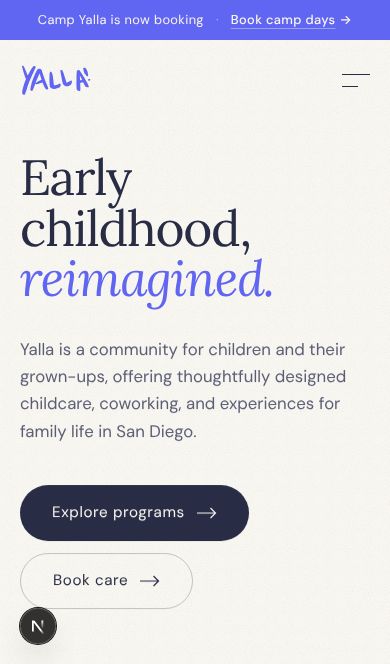 Camp Yalla is now booking · Book camp days →
YALLA
Early
childhood,
reimagined.
Yalla is a community for children and their
grown-ups, offering thoughtfully designed
childcare, coworking, and experiences for
family life in San Diego.
Explore programs →
Book care →
N